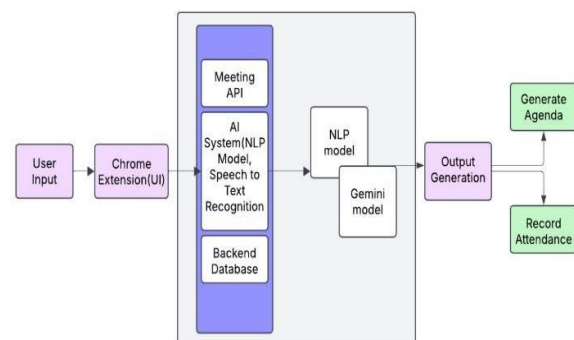 User
Input
Chrome
Extension(UI)
Meeting
API
AI
System(NLP
Model,
Speech to
Text
Recognition
Backend
Database
NLP
model
Gemini
model
Output
Generation
Generate
Agenda
Record
Attendance